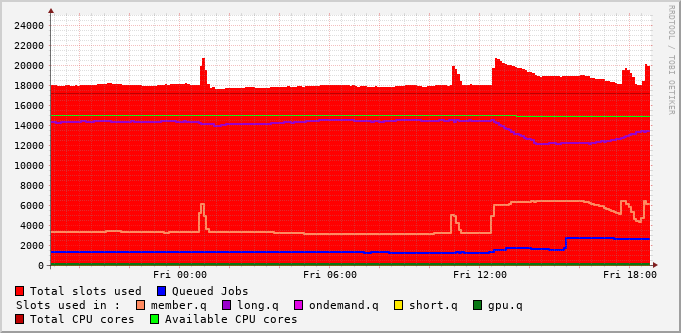 RRDTOOL / TOBI OETIKER
24000
22000
20000
18000
16000
14000
12000
10000
8000
6000
4000
2000
0
Fri 00:00 Fri 06:00 Fri 12:00 Fri 18:00
Total slots used Queued Jobs
Slots used in : member.q long.q ondemand.q short.q gpu.q
Total CPU cores Available CPU cores